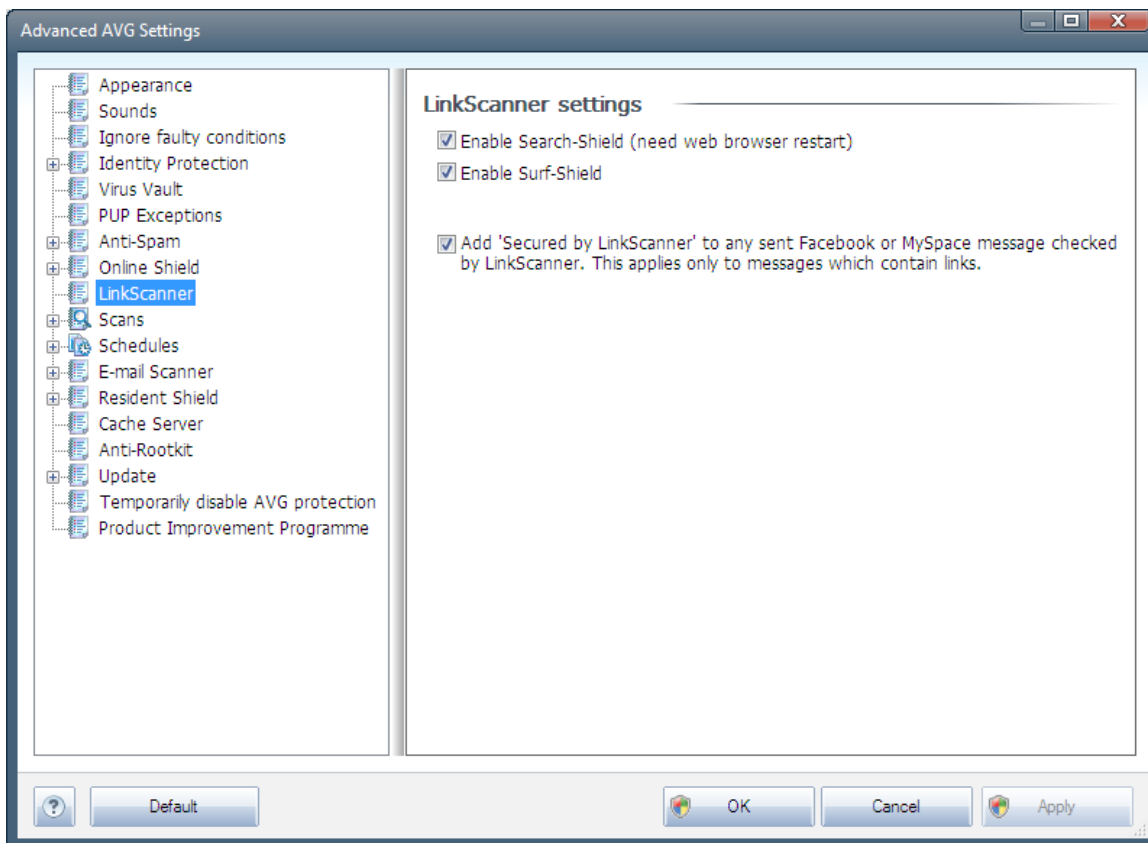 Advanced AVG Settings
Appearance
Sounds
Ignore faulty conditions
Identity Protection
Virus Vault
PUP Exceptions
Anti-Spam
Online Shield
LinkScanner
Scans
Schedules
E-mail Scanner
Resident Shield
Cache Server
Anti-Rootkit
Update
Temporarily disable AVG protection
Product Improvement Programme
LinkScanner settings
Enable Search-Shield (need web browser restart)
Enable Surf-Shield
Add 'Secured by LinkScanner' to any sent Facebook or MySpace message checked
by LinkScanner. This applies only to messages which contain links.
?
Default
OK
Cancel
Apply